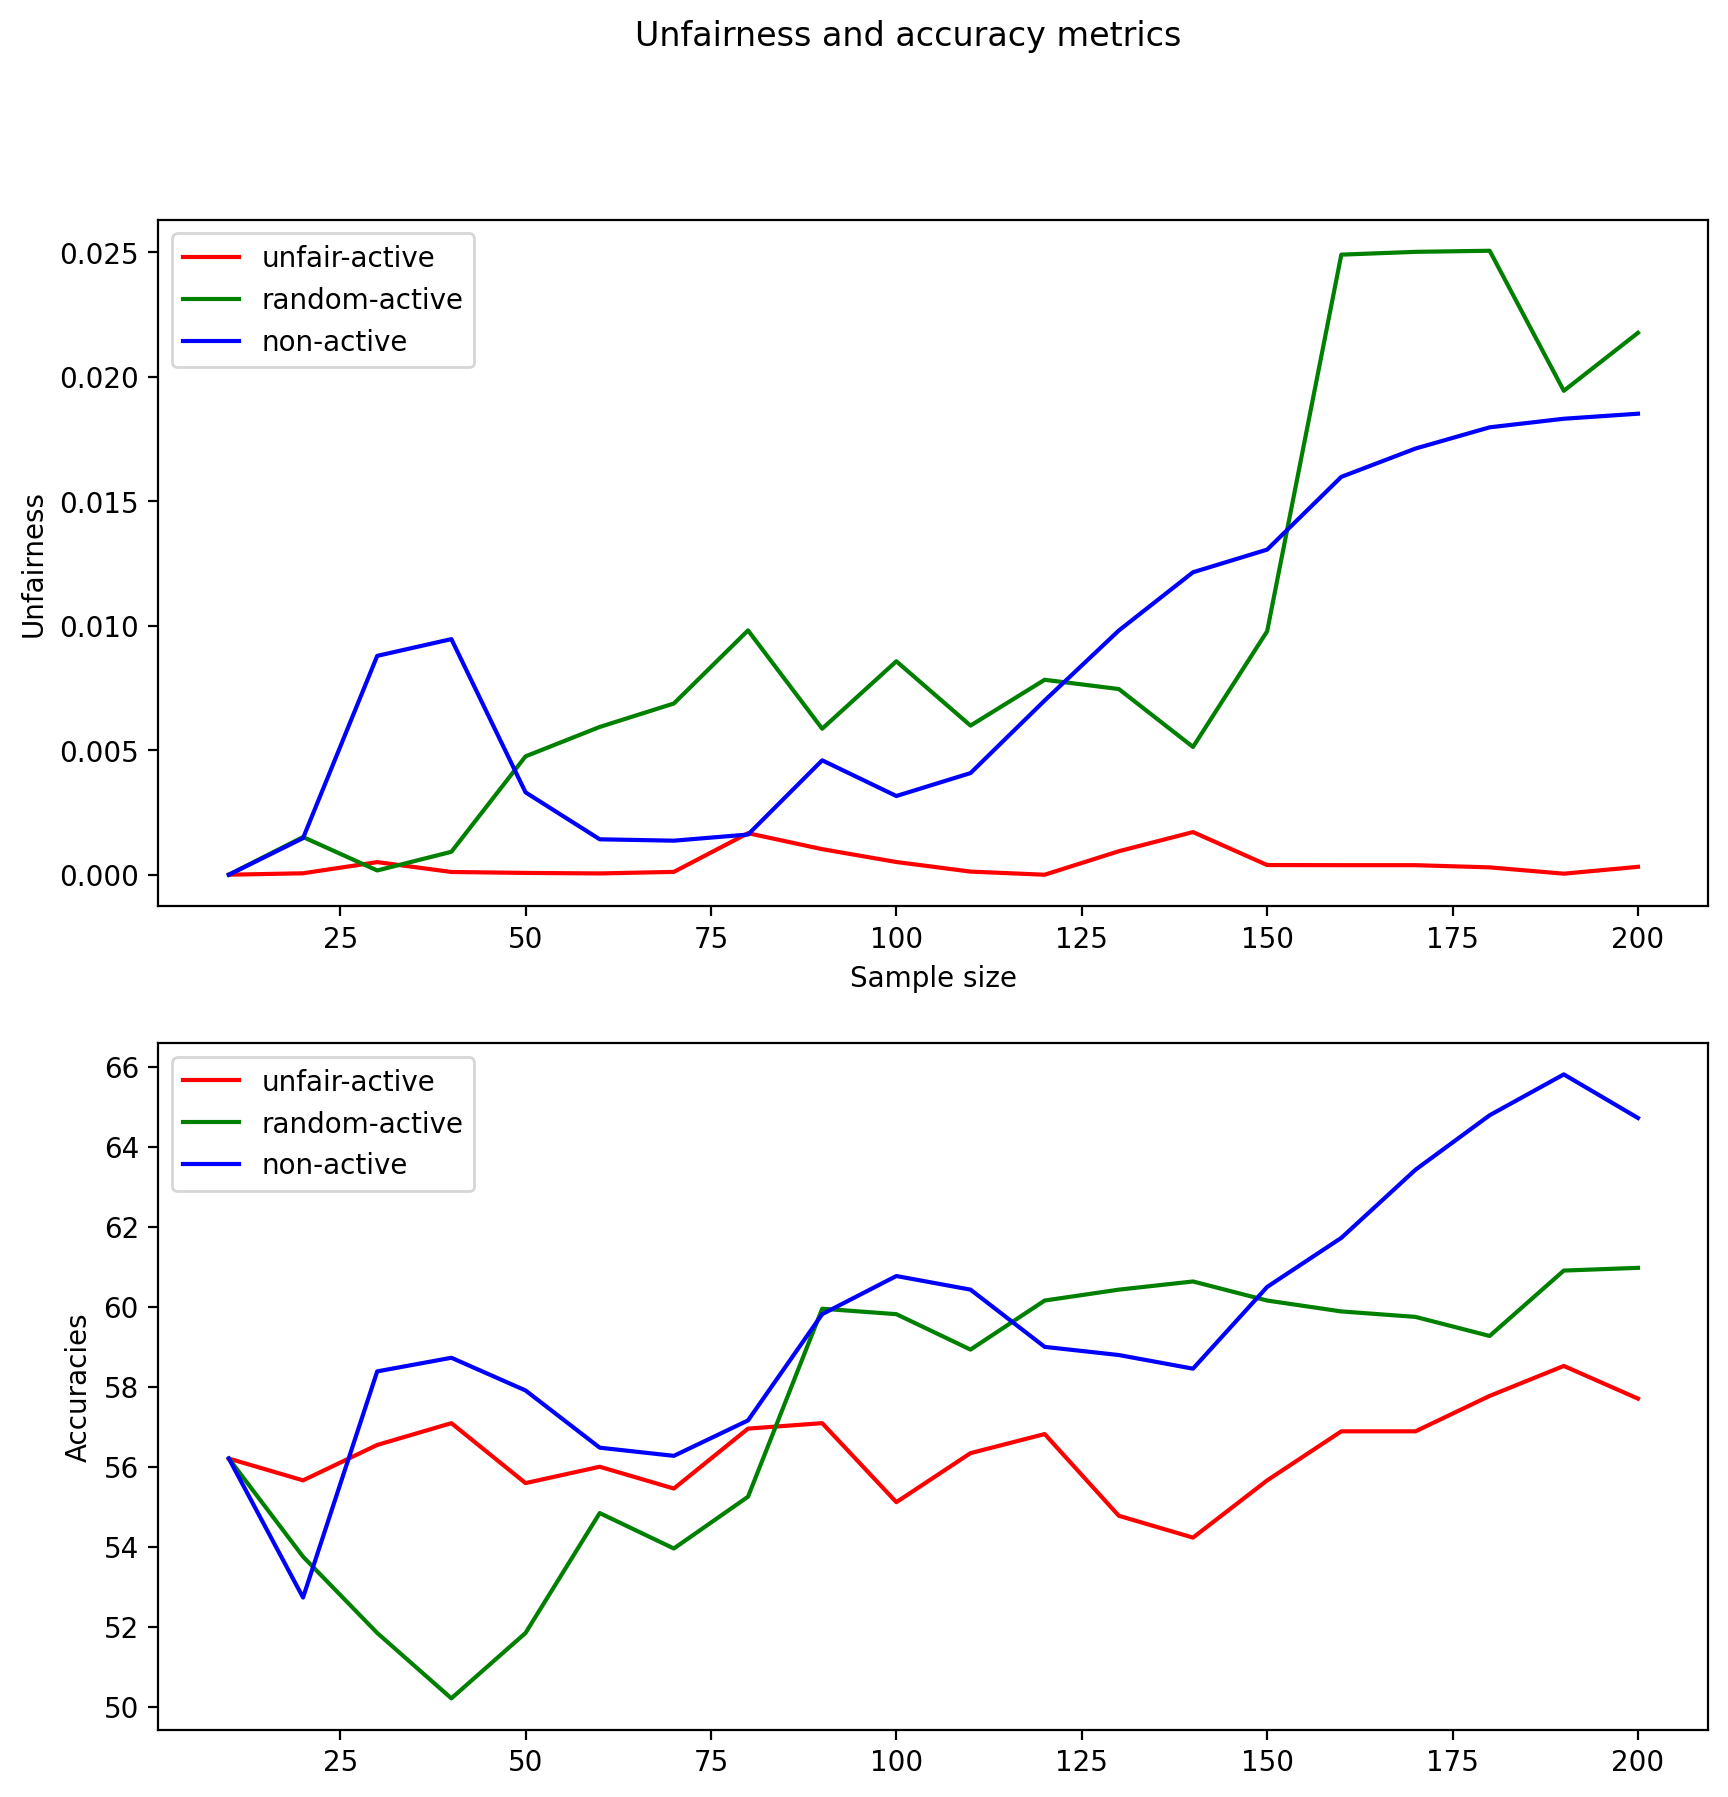 Unfairness and accuracy metrics
unfair-active
random-active
non-active
0.025
0.020
0.015
0.010
0.005
0.000
Unfairness
25 50 75 100 125 150 175 200
Sample size
unfair-active
random-active
non-active
66
64
62
60
58
56
54
52
50
Accuracies
25 50 75 100 125 150 175 200